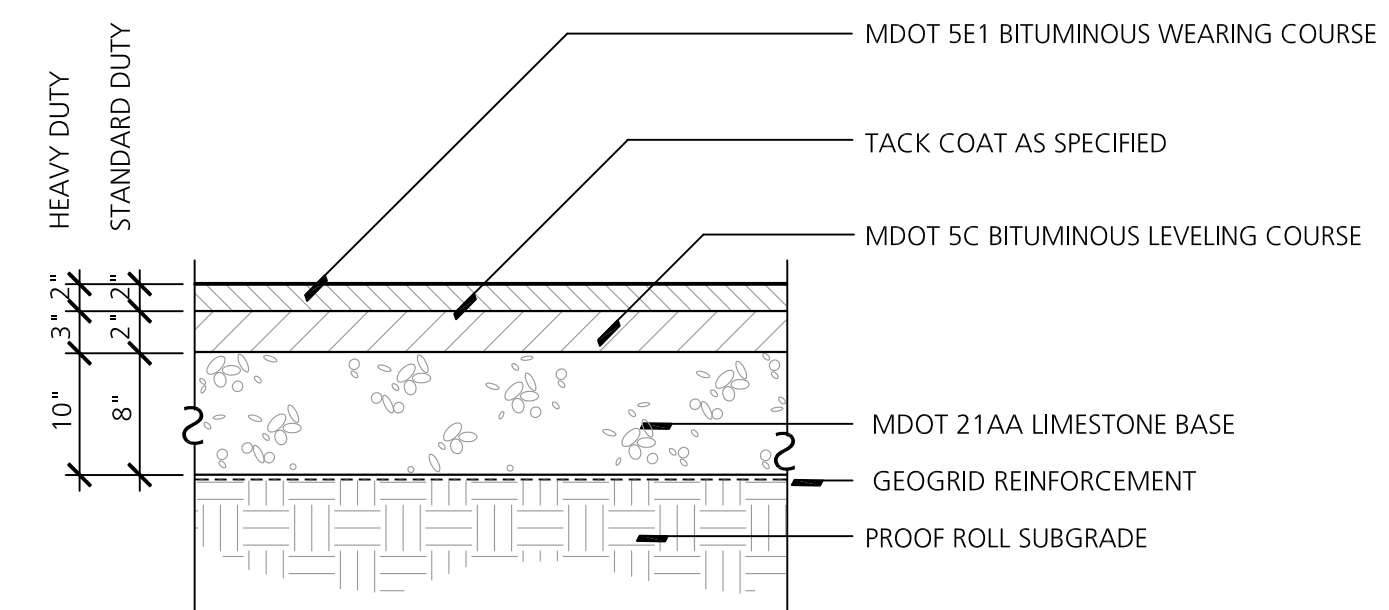 HEAVY DUTY
STANDARD DUTY
MDOT 5E1 BITUMINOUS WEARING COURSE
TACK COAT AS SPECIFIED
MDOT 5C BITUMINOUS LEVELING COURSE
2"
2"
3"
2"
10"
8"
MDOT 21AA LIMESTONE BASE
GEOGRID REINFORCEMENT
PROOF ROLL SUBGRADE